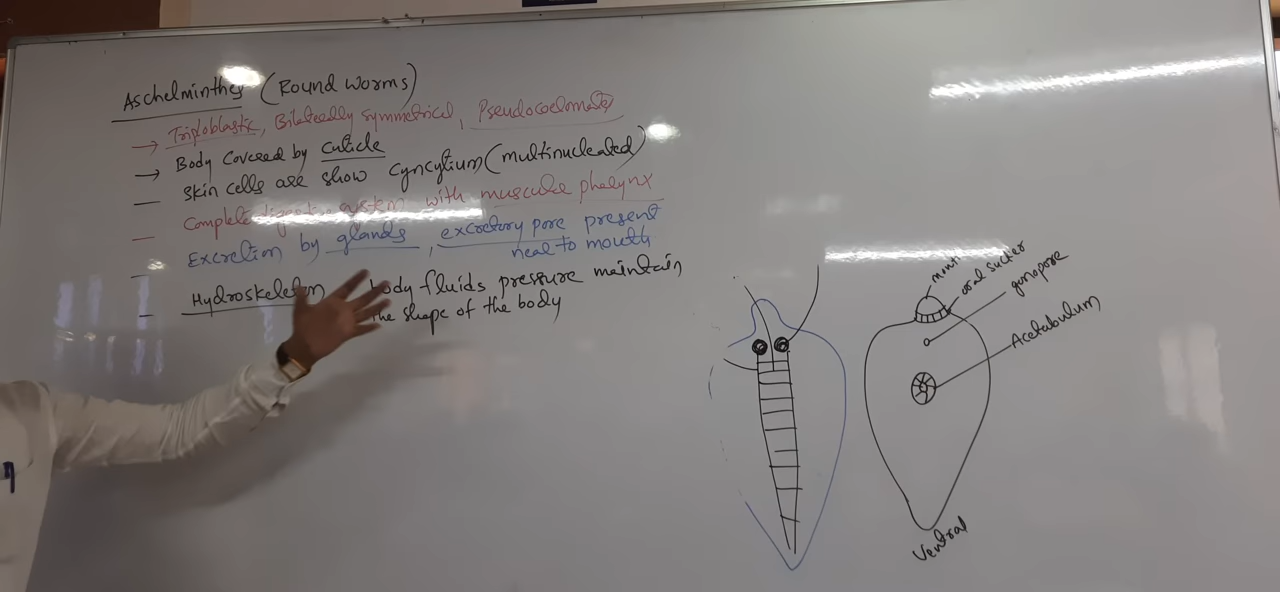 Aschelminthes (Round worms)
→ Triploblastic, Bilaterally symmetrical, Pseudocoelomate
→ Body covered by cuticle
— skin cells are show cyncytium (multinucleated)
— Complete digestive system with muscular pharynx
— Excretion by glands, excretory pore present
near to mouth
— Hydroskeleton body fluids pressure maintain
the shape of the body
oral sucker
gonopore
Acetabulum
Ventral